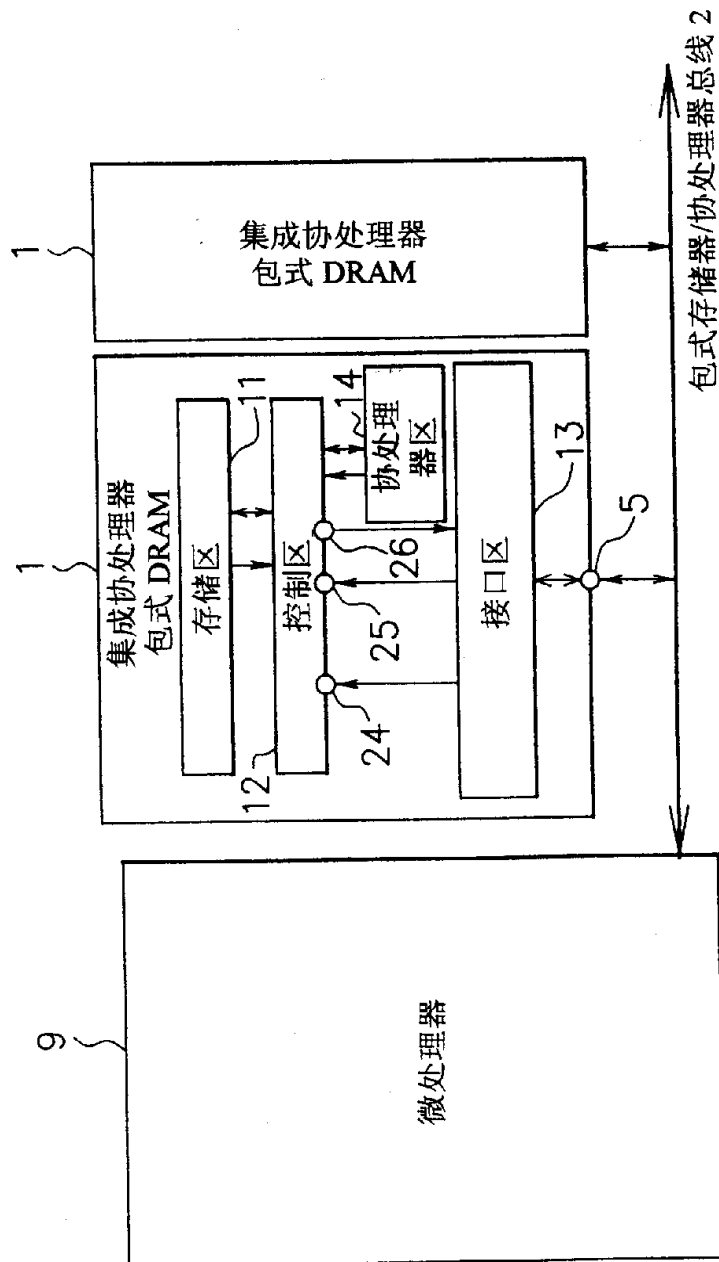 9
微处理器
1
集成协处理器
包式 DRAM
存储区
11
12
控制区
14
协处理
器区
24
25
26
接口区
13
5
1
集成协处理器
包式 DRAM
包式存储器/协处理器总线 2